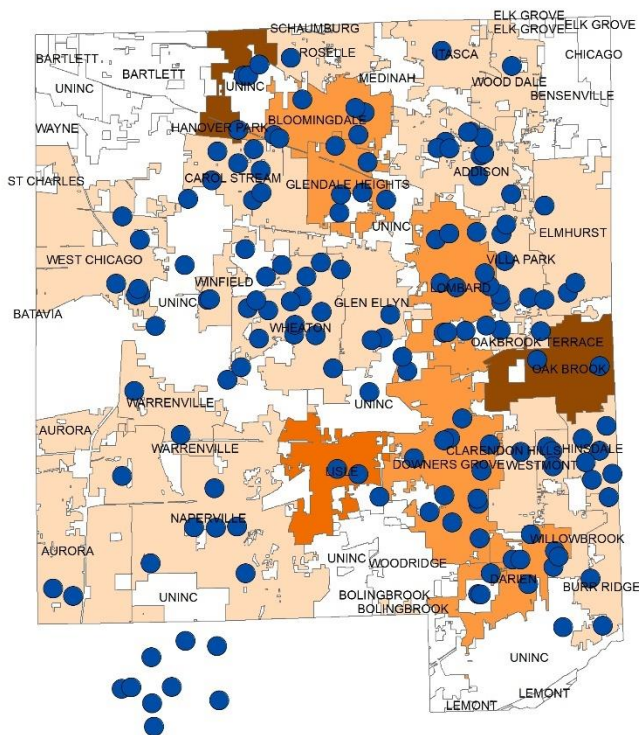 ELK GROVE
SCHAUMBURG
ELK GROVE
ELK GROVE
ROSELLE
ITASCA
CHICAGO
BARTLETT
BARTLETT
MEDINAH
UNINC
UNINC
WOOD DALE
BENSENVILLE
WAYNE
HANOVER PARK
BLOOMINGDALE
ADDISON
ST CHARLES
CAROL STREAM
GLENDALE HEIGHTS
UNINC
ELMHURST
WEST CHICAGO
VILLA PARK
WINFIELD
LOMBARD
UNINC
GLEN ELLYN
BATAVIA
WHEATON
OAKBROOK TERRACE
OAK BROOK
UNINC
WARRENVILLE
AURORA
WARRENVILLE
CLARENDON HILLS
HINSDALE
LISLE
DOWNERS GROVE
WESTMONT
NAPERVILLE
WILLOWBROOK
AURORA
UNINC
WOODRIDGE
DARIEN
BURR RIDGE
UNINC
BOLINGBROOK
BOLINGBROOK
UNINC
LEMONT
LEMONT